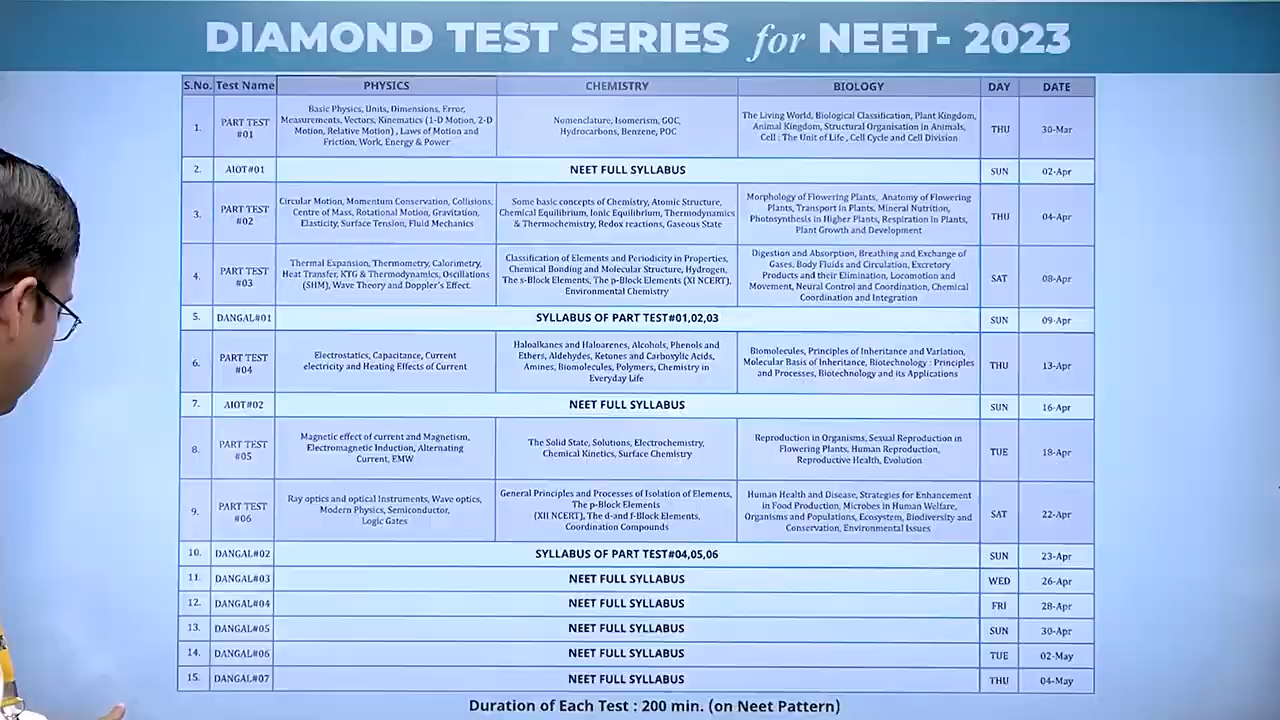 DIAMOND TEST SERIES for NEET- 2023
S.No. Test Name PHYSICS CHEMISTRY BIOLOGY DAY DATE
1. PART TEST #01
Basic Physics, Units, Dimensions, Error,
Measurements, Vectors, Kinematics (1-D Motion, 2-D
Motion, Relative Motion) , Laws of Motion and
Friction, Work, Energy & Power
Nomenclature, Isomerism, GOC,
Hydrocarbons, Benzene, POC
The Living World, Biological Classification, Plant Kingdom,
Animal Kingdom, Structural Organisation in Animals,
Cell : The Unit of Life , Cell Cycle and Cell Division
THU 30-Mar
2. AIOT#01 NEET FULL SYLLABUS SUN 02-Apr
3. PART TEST #02
Circular Motion, Momentum Conservation, Collisions,
Centre of Mass, Rotational Motion, Gravitation,
Elasticity, Surface Tension, Fluid Mechanics
Some basic concepts of Chemistry, Atomic Structure,
Chemical Equilibrium, Ionic Equilibrium, Thermodynamics
& Thermochemistry, Redox reactions, Gaseous State
Morphology of Flowering Plants, Anatomy of Flowering
Plants, Transport in Plants, Mineral Nutrition,
Photosynthesis in Higher Plants, Respiration in Plants,
Plant Growth and Development
THU 04-Apr
4. PART TEST #03
Thermal Expansion, Thermometry, Calorimetry,
Heat Transfer, KTG & Thermodynamics, Oscillations
(SHM), Wave Theory and Doppler's Effect.
Classification of Elements and Periodicity in Properties,
Chemical Bonding and Molecular Structure, Hydrogen,
The s-Block Elements, The p-Block Elements (XI NCERT),
Environmental Chemistry
Digestion and Absorption, Breathing and Exchange of
Gases, Body Fluids and Circulation, Excretory
Products and their Elimination, Locomotion and
Movement, Neural Control and Coordination, Chemical
Coordination and Integration
SAT 08-Apr
5. DANGAL#01 SYLLABUS OF PART TEST#01,02,03 SUN 09-Apr
6. PART TEST #04
Electrostatics, Capacitance, Current
electricity and Heating Effects of Current
Haloalkanes and Haloarenes, Alcohols, Phenols and
Ethers, Aldehydes, Ketones and Carboxylic Acids,
Amines, Biomolecules, Polymers, Chemistry in
Everyday Life
Biomolecules, Principles of Inheritance and Variation,
Molecular Basis of Inheritance, Biotechnology : Principles
and Processes, Biotechnology and its Applications
THU 13-Apr
7. AIOT#02 NEET FULL SYLLABUS SUN 16-Apr
8. PART TEST #05
Magnetic effect of current and Magnetism,
Electromagnetic Induction, Alternating
Current, EMW
The Solid State, Solutions, Electrochemistry,
Chemical Kinetics, Surface Chemistry
Reproduction in Organisms, Sexual Reproduction in
Flowering Plants, Human Reproduction,
Reproductive Health, Evolution
TUE 18-Apr
9. PART TEST #06
Ray optics and optical Instruments, Wave optics,
Modern Physics, Semiconductor,
Logic Gates
General Principles and Processes of Isolation of Elements,
The p-Block Elements
(XII NCERT), The d-and f-Block Elements,
Coordination Compounds
Human Health and Disease, Strategies for Enhancement
in Food Production, Microbes in Human Welfare,
Organisms and Populations, Ecosystem, Biodiversity and
Conservation, Environmental Issues
SAT 22-Apr
10. DANGAL#02 SYLLABUS OF PART TEST#04,05,06 SUN 23-Apr
11. DANGAL#03 NEET FULL SYLLABUS WED 26-Apr
12. DANGAL#04 NEET FULL SYLLABUS FRI 28-Apr
13. DANGAL#05 NEET FULL SYLLABUS SUN 30-Apr
14. DANGAL#06 NEET FULL SYLLABUS TUE 02-May
15. DANGAL#07 NEET FULL SYLLABUS THU 04-May
Duration of Each Test : 200 min. (on Neet Pattern)